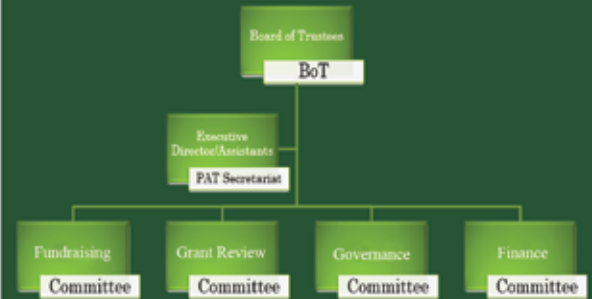 Board of Trustees
BoT
Executive
Director/Assistants
PAT Secretariat
Fundraising
Committee
Grant Review
Committee
Governance
Committee
Finance
Committee